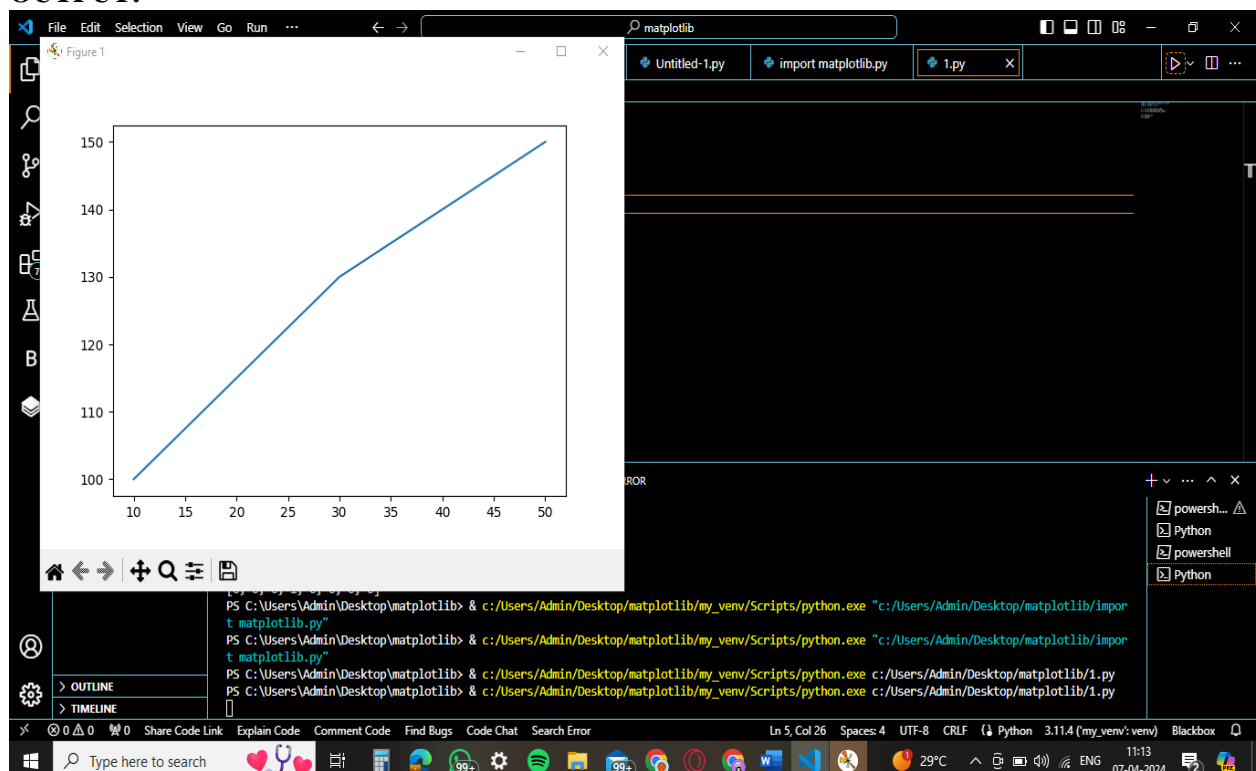 OUTPUT:
File Edit Selection View Go Run ··· matplotlib
Figure 1
Untitled-1.py import matplotlib.py 1.py
150
140
130
120
110
100
10 15 20 25 30 35 40 45 50
B
7
powersh...
Python
powershell
Python
PS C:\Users\Admin\Desktop\matplotlib> & c:/Users/Admin/Desktop/matplotlib/my_venv/Scripts/python.exe "c:/Users/Admin/Desktop/matplotlib/impor
t matplotlib.py"
PS C:\Users\Admin\Desktop\matplotlib> & c:/Users/Admin/Desktop/matplotlib/my_venv/Scripts/python.exe "c:/Users/Admin/Desktop/matplotlib/impor
t matplotlib.py"
PS C:\Users\Admin\Desktop\matplotlib> & c:/Users/Admin/Desktop/matplotlib/my_venv/Scripts/python.exe c:/Users/Admin/Desktop/matplotlib/1.py
PS C:\Users\Admin\Desktop\matplotlib> & c:/Users/Admin/Desktop/matplotlib/my_venv/Scripts/python.exe c:/Users/Admin/Desktop/matplotlib/1.py
> OUTLINE
> TIMELINE
0 0 0 Share Code Link Explain Code Comment Code Find Bugs Code Chat Search Error Ln 5, Col 26 Spaces: 4 UTF-8 CRLF Python 3.11.4 ('my_venv': venv) Blackbox
Type here to search 99+ 99+ 29°C ENG 11:13
07-04-2024 2